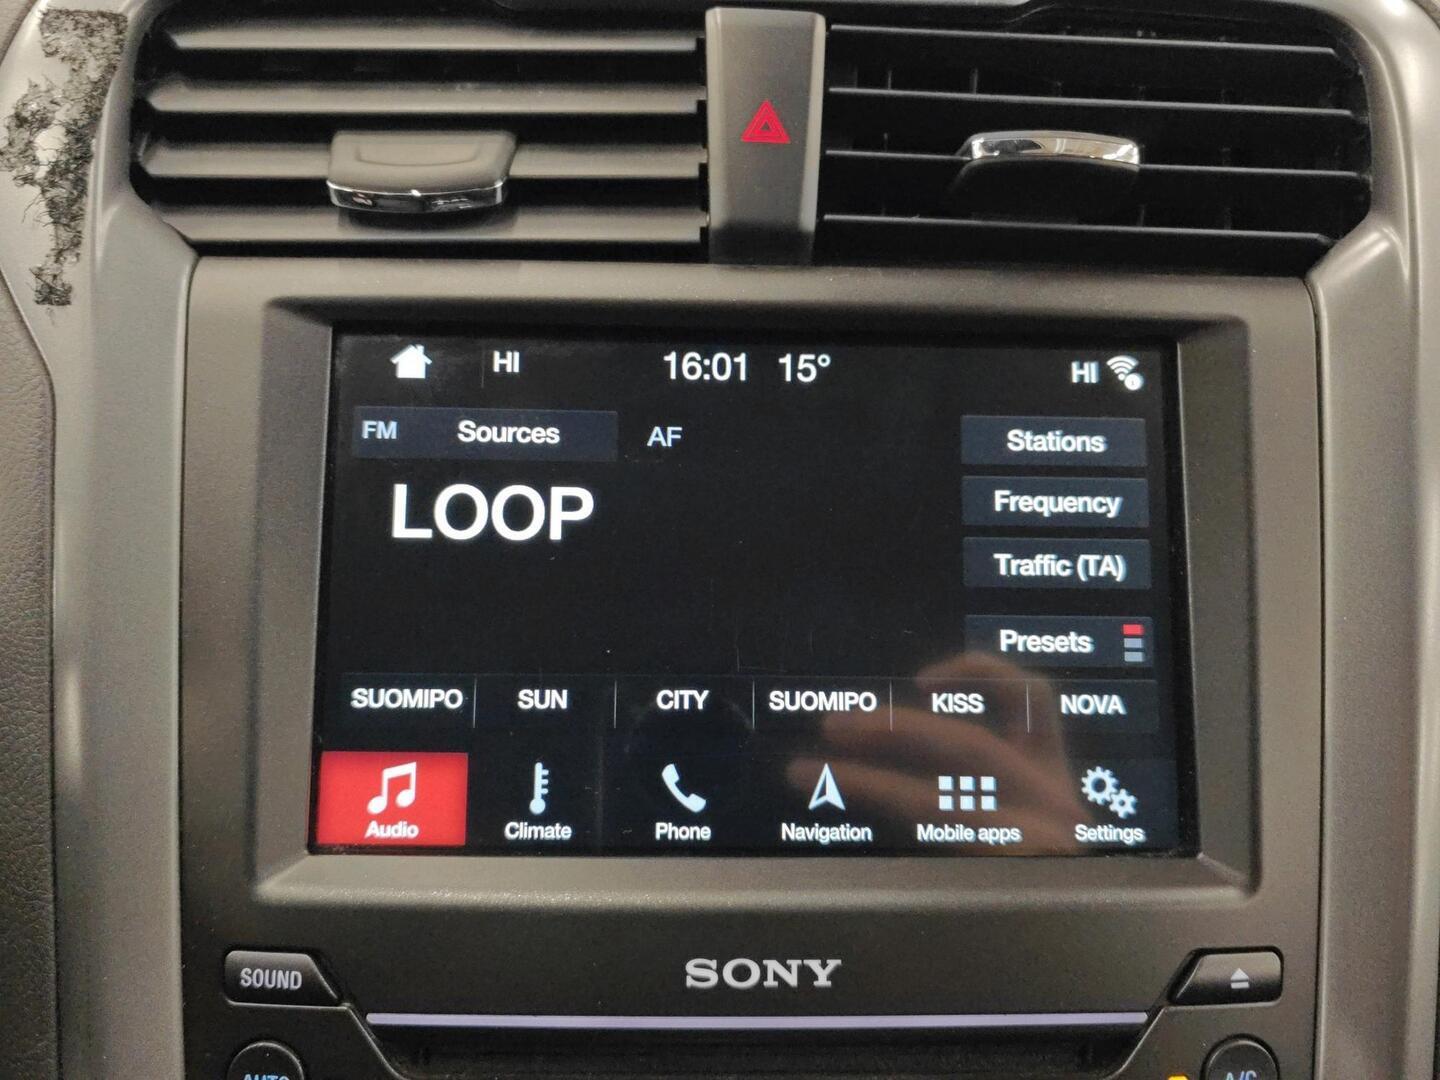 HI 16:01 15° HI
FM Sources AF
Stations
LOOP
Frequency
Traffic (TA)
Presets
SUOMIPO SUN CITY SUOMIPO KISS NOVA
Audio Climate Phone Navigation Mobile apps Settings
SONY
SOUND
AUTO A/C